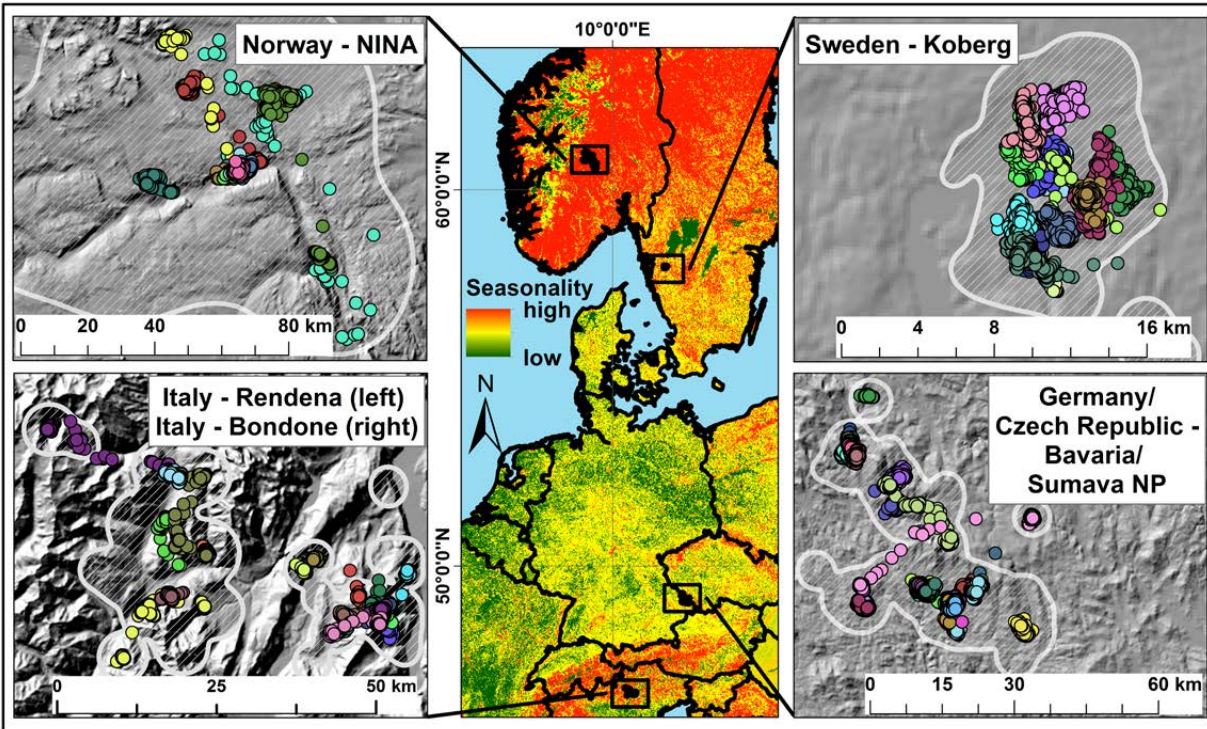 Norway - NINA
0 20 40 80 km
10°0'0"E
60°0'0"N
Seasonality
high
low
N
50°0'0"N
Sweden - Koberg
0 4 8 16 km
Italy - Rendena (left)
Italy - Bondone (right)
0 25 50 km
Germany/
Czech Republic -
Bavaria/
Sumava NP
0 15 30 60 km